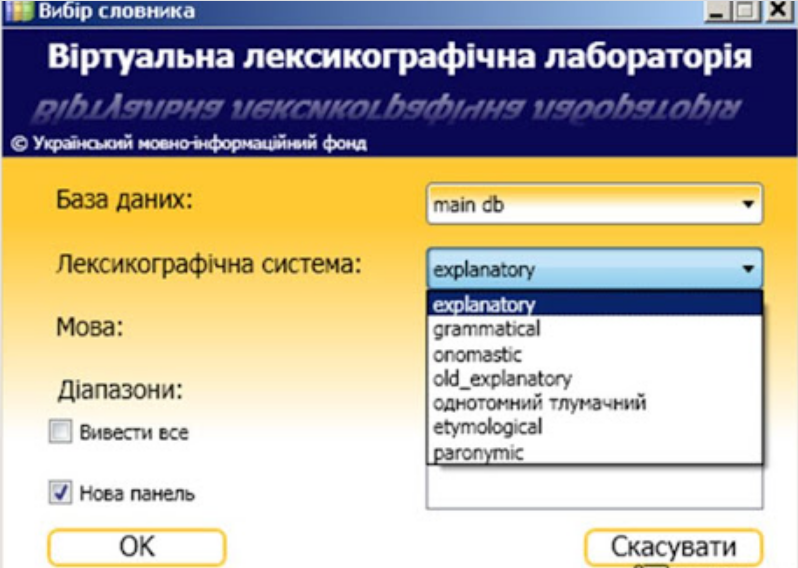 Вибір словника
Віртуальна лексикографічна лабораторія
© Український мовно-інформаційний фонд
База даних:
main db
Лексикографічна система:
explanatory
explanatory
grammatical
onomastic
old_explanatory
однотомний тлумачний
etymological
paronymic
Мова:
Діапазони:
Вивести все
Нова панель
OK
Скасувати